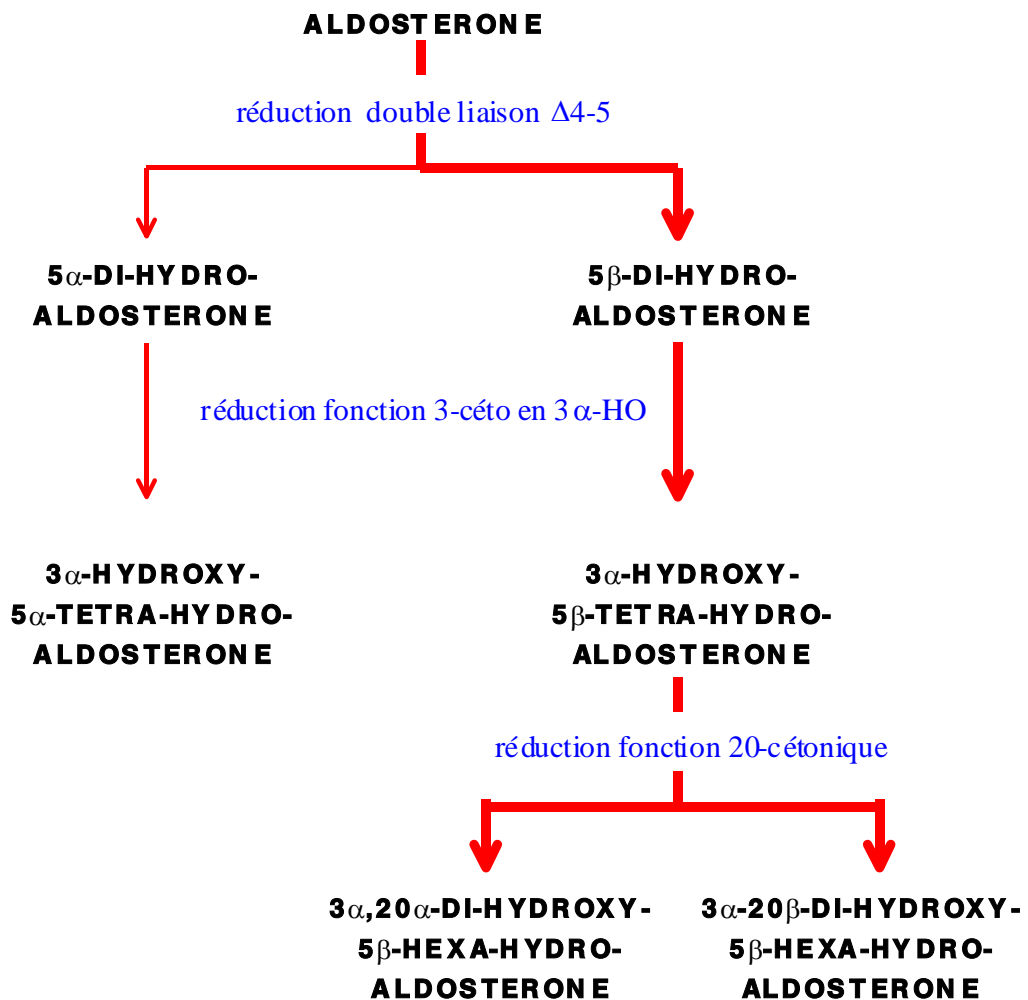 ALDOSTERONE
réduction double liaison Δ4-5
5α-DI-HYDRO-
ALDOSTERONE
5β-DI-HYDRO-
ALDOSTERONE
réduction fonction 3-céto en 3α-HO
3α-HYDROXY-
5α-TETRA-HYDRO-
ALDOSTERONE
3α-HYDROXY-
5β-TETRA-HYDRO-
ALDOSTERONE
réduction fonction 20-cétonique
3α,20α-DI-HYDROXY-
5β-HEXA-HYDRO-
ALDOSTERONE
3α-20β-DI-HYDROXY-
5β-HEXA-HYDRO-
ALDOSTERONE